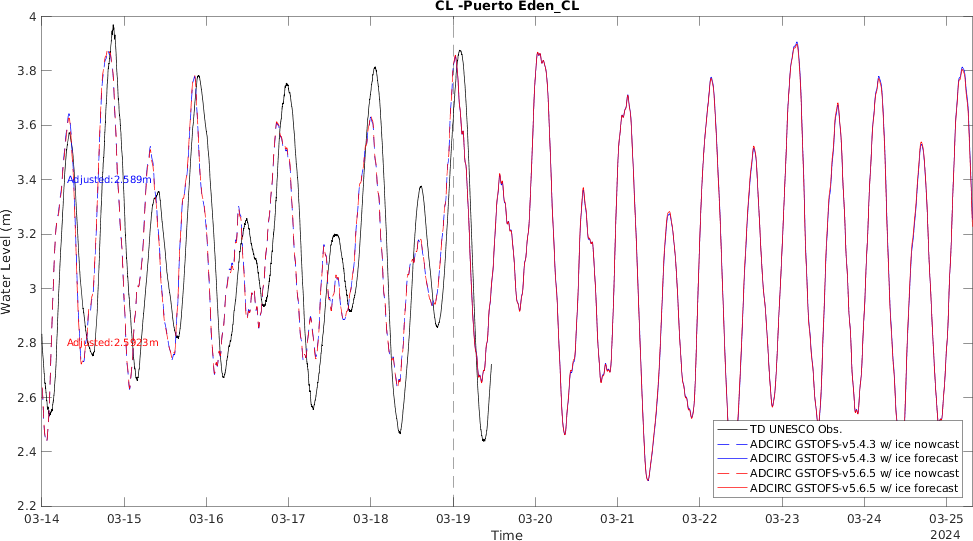 CL -Puerto Eden_CL
Water Level (m)
4
3.8
3.6
3.4
3.2
3
2.8
2.6
2.4
2.2
Adjusted:2.589m
Adjusted:2.5923m
TD UNESCO Obs.
ADCIRC GSTOFS-v5.4.3 w/ ice nowcast
ADCIRC GSTOFS-v5.4.3 w/ ice forecast
ADCIRC GSTOFS-v5.6.5 w/ ice nowcast
ADCIRC GSTOFS-v5.6.5 w/ ice forecast
03-14 03-15 03-16 03-17 03-18 03-19 03-20 03-21 03-22 03-23 03-24 03-25
2024
Time